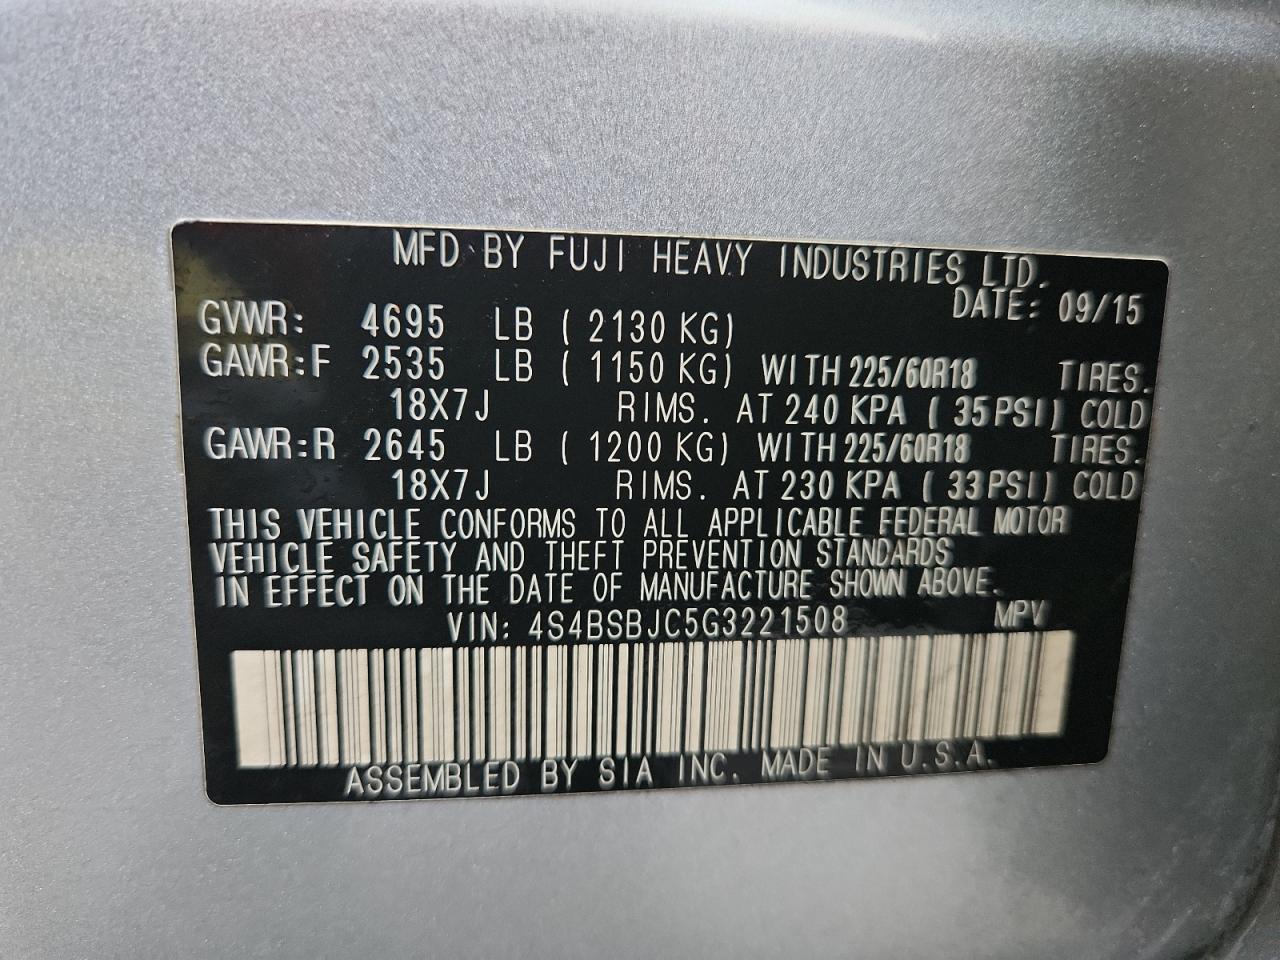 MFD BY FUJI HEAVY INDUSTRIES LTD.
DATE: 09/15
GVWR: 4695 LB ( 2130 KG)
GAWR:F 2535 LB ( 1150 KG) WITH 225/60R18 TIRES.
18X7J RIMS. AT 240 KPA ( 35PSI) COLD
GAWR:R 2645 LB ( 1200 KG) WITH 225/60R18 TIRES.
18X7J RIMS. AT 230 KPA ( 33PSI) COLD
THIS VEHICLE CONFORMS TO ALL APPLICABLE FEDERAL MOTOR
VEHICLE SAFETY AND THEFT PREVENTION STANDARDS
IN EFFECT ON THE DATE OF MANUFACTURE SHOWN ABOVE.
VIN: 4S4BSBJC5G3221508 MPV
ASSEMBLED BY SIA INC. MADE IN U.S.A.